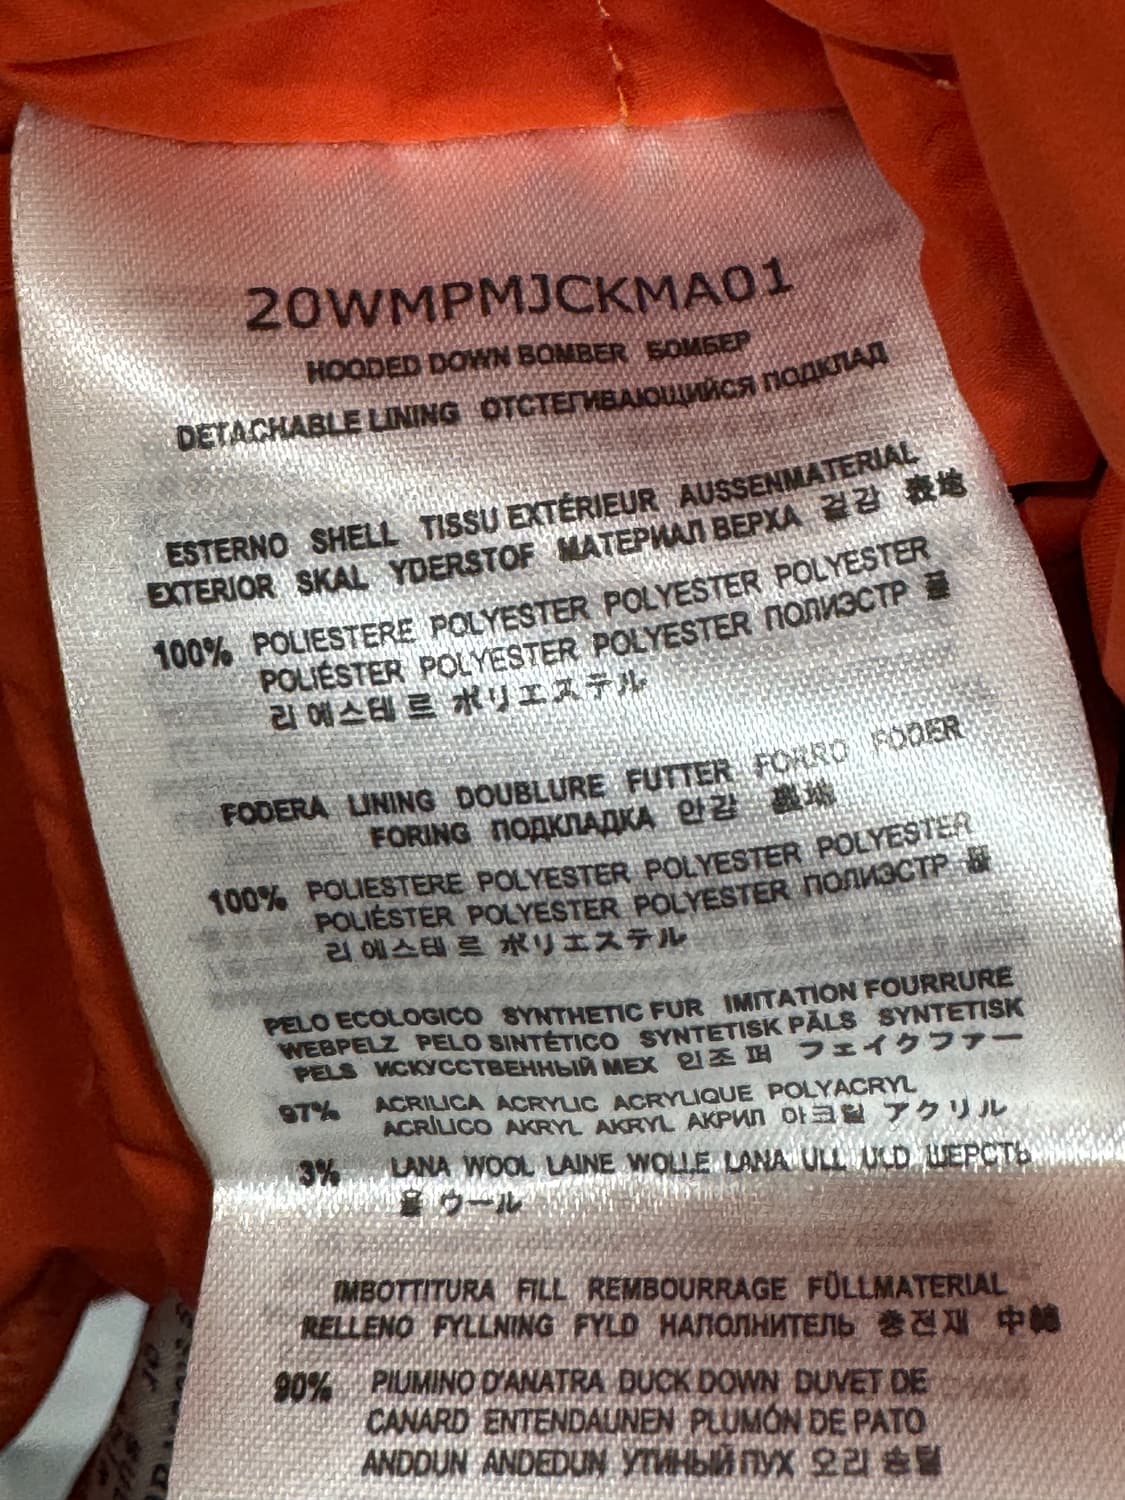 20WMPMJCKMA01
HOODED DOWN BOMBER БОМБЕР
DETACHABLE LINING ОТСТЕГИВАЮЩИЙСЯ ПОДКЛАД
ESTERNO SHELL TISSU EXTÉRIEUR AUSSENMATERIAL
EXTERIOR SKAL YDERSTOF МАТЕРИАЛ ВЕРХА 겉감 表地
100% POLIESTERE POLYESTER POLYESTER POLYESTER
POLIÉSTER POLYESTER POLYESTER ПОЛИЭСТР 폴
리에스테르 ポリエステル
FODERA LINING DOUBLURE FUTTER FORRO FODER
FORING ПОДКЛАДКА 안감 裏地
100% POLIESTERE POLYESTER POLYESTER POLYESTER
POLIÉSTER POLYESTER POLYESTER ПОЛИЭСТР 폴
리에스테르 ポリエステル
PELO ECOLOGICO SYNTHETIC FUR IMITATION FOURRURE
WEBPELZ PELO SINTÉTICO SYNTETISK PÄLS SYNTETISK
PELS ИСКУССТВЕННЫЙ МЕХ 인조 퍼 フェイクファー
97% ACRILICA ACRYLIC ACRYLIQUE POLYACRYL
ACRÍLICO AKRYL AKRYL АКРИЛ 아크릴 アクリル
3% LANA WOOL LAINE WOLLE LANA ULL ULD ШЕРСТЬ
울 ウール
IMBOTTITURA FILL REMBOURRAGE FÜLLMATERIAL
RELLENO FYLLNING FYLD НАПОЛНИТЕЛЬ 충전재 中綿
90% PIUMINO D'ANATRA DUCK DOWN DUVET DE
CANARD ENTENDAUNEN PLUMÓN DE PATO
ANDDUN ANDEDUN УТИНЫЙ ПУХ 오리 솜털